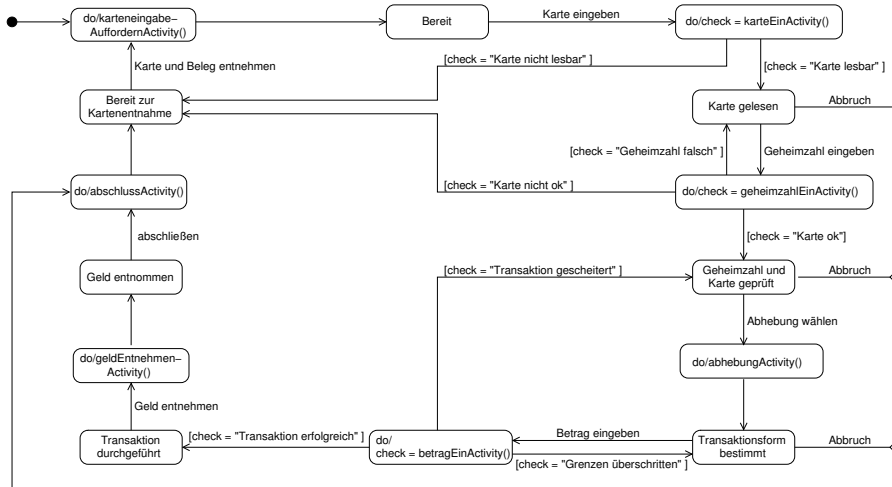 do/karteneingabe–
AuffordernActivity()
Bereit
Karte eingeben
do/check = karteEinActivity()
[check = "Karte nicht lesbar" ]
[check = "Karte lesbar"]
Karte und Beleg entnehmen
Bereit zur
Kartenentnahme
Karte gelesen
Abbruch
[check = "Geheimzahl falsch" ]
Geheimzahl eingeben
do/abschlussActivity()
[check = "Karte nicht ok" ]
do/check = geheimzahlEinActivity()
abschließen
[check = "Karte ok"]
Geld entnommen
[check = "Transaktion gescheitert" ]
Geheimzahl und
Karte geprüft
Abbruch
Abhebung wählen
do/geldEntnehmen–
Activity()
do/abhebungActivity()
Geld entnehmen
Transaktion
durchgeführt
[check = "Transaktion erfolgreich" ]
do/
check = betragEinActivity()
Betrag eingeben
[check = "Grenzen überschritten" ]
Transaktionsform
bestimmt
Abbruch